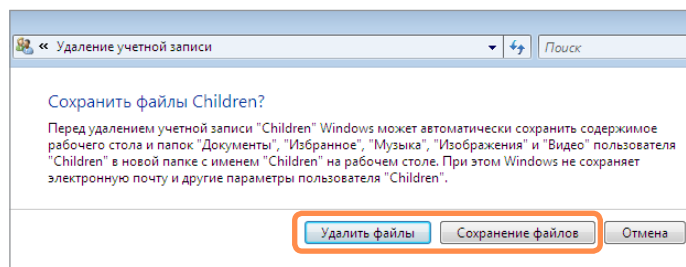 « Удаление учетной записи
Поиск
Сохранить файлы Children?
Перед удалением учетной записи "Children" Windows может автоматически сохранить содержимое
рабочего стола и папок "Документы", "Избранное", "Музыка", "Изображения" и "Видео" пользователя
"Children" в новой папке с именем "Children" на рабочем столе. При этом Windows не сохраняет
электронную почту и другие параметры пользователя "Children".
Удалить файлы Сохранение файлов Отмена